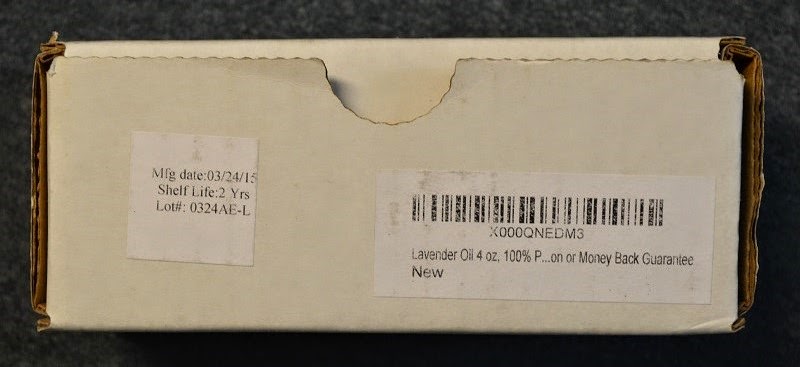 Mfg date:03/24/15
Shelf Life:2 Yrs
Lot#: 0324AE-L
X000QNEDM3
Lavender Oil 4 oz, 100% P...on or Money Back Guarantee
New